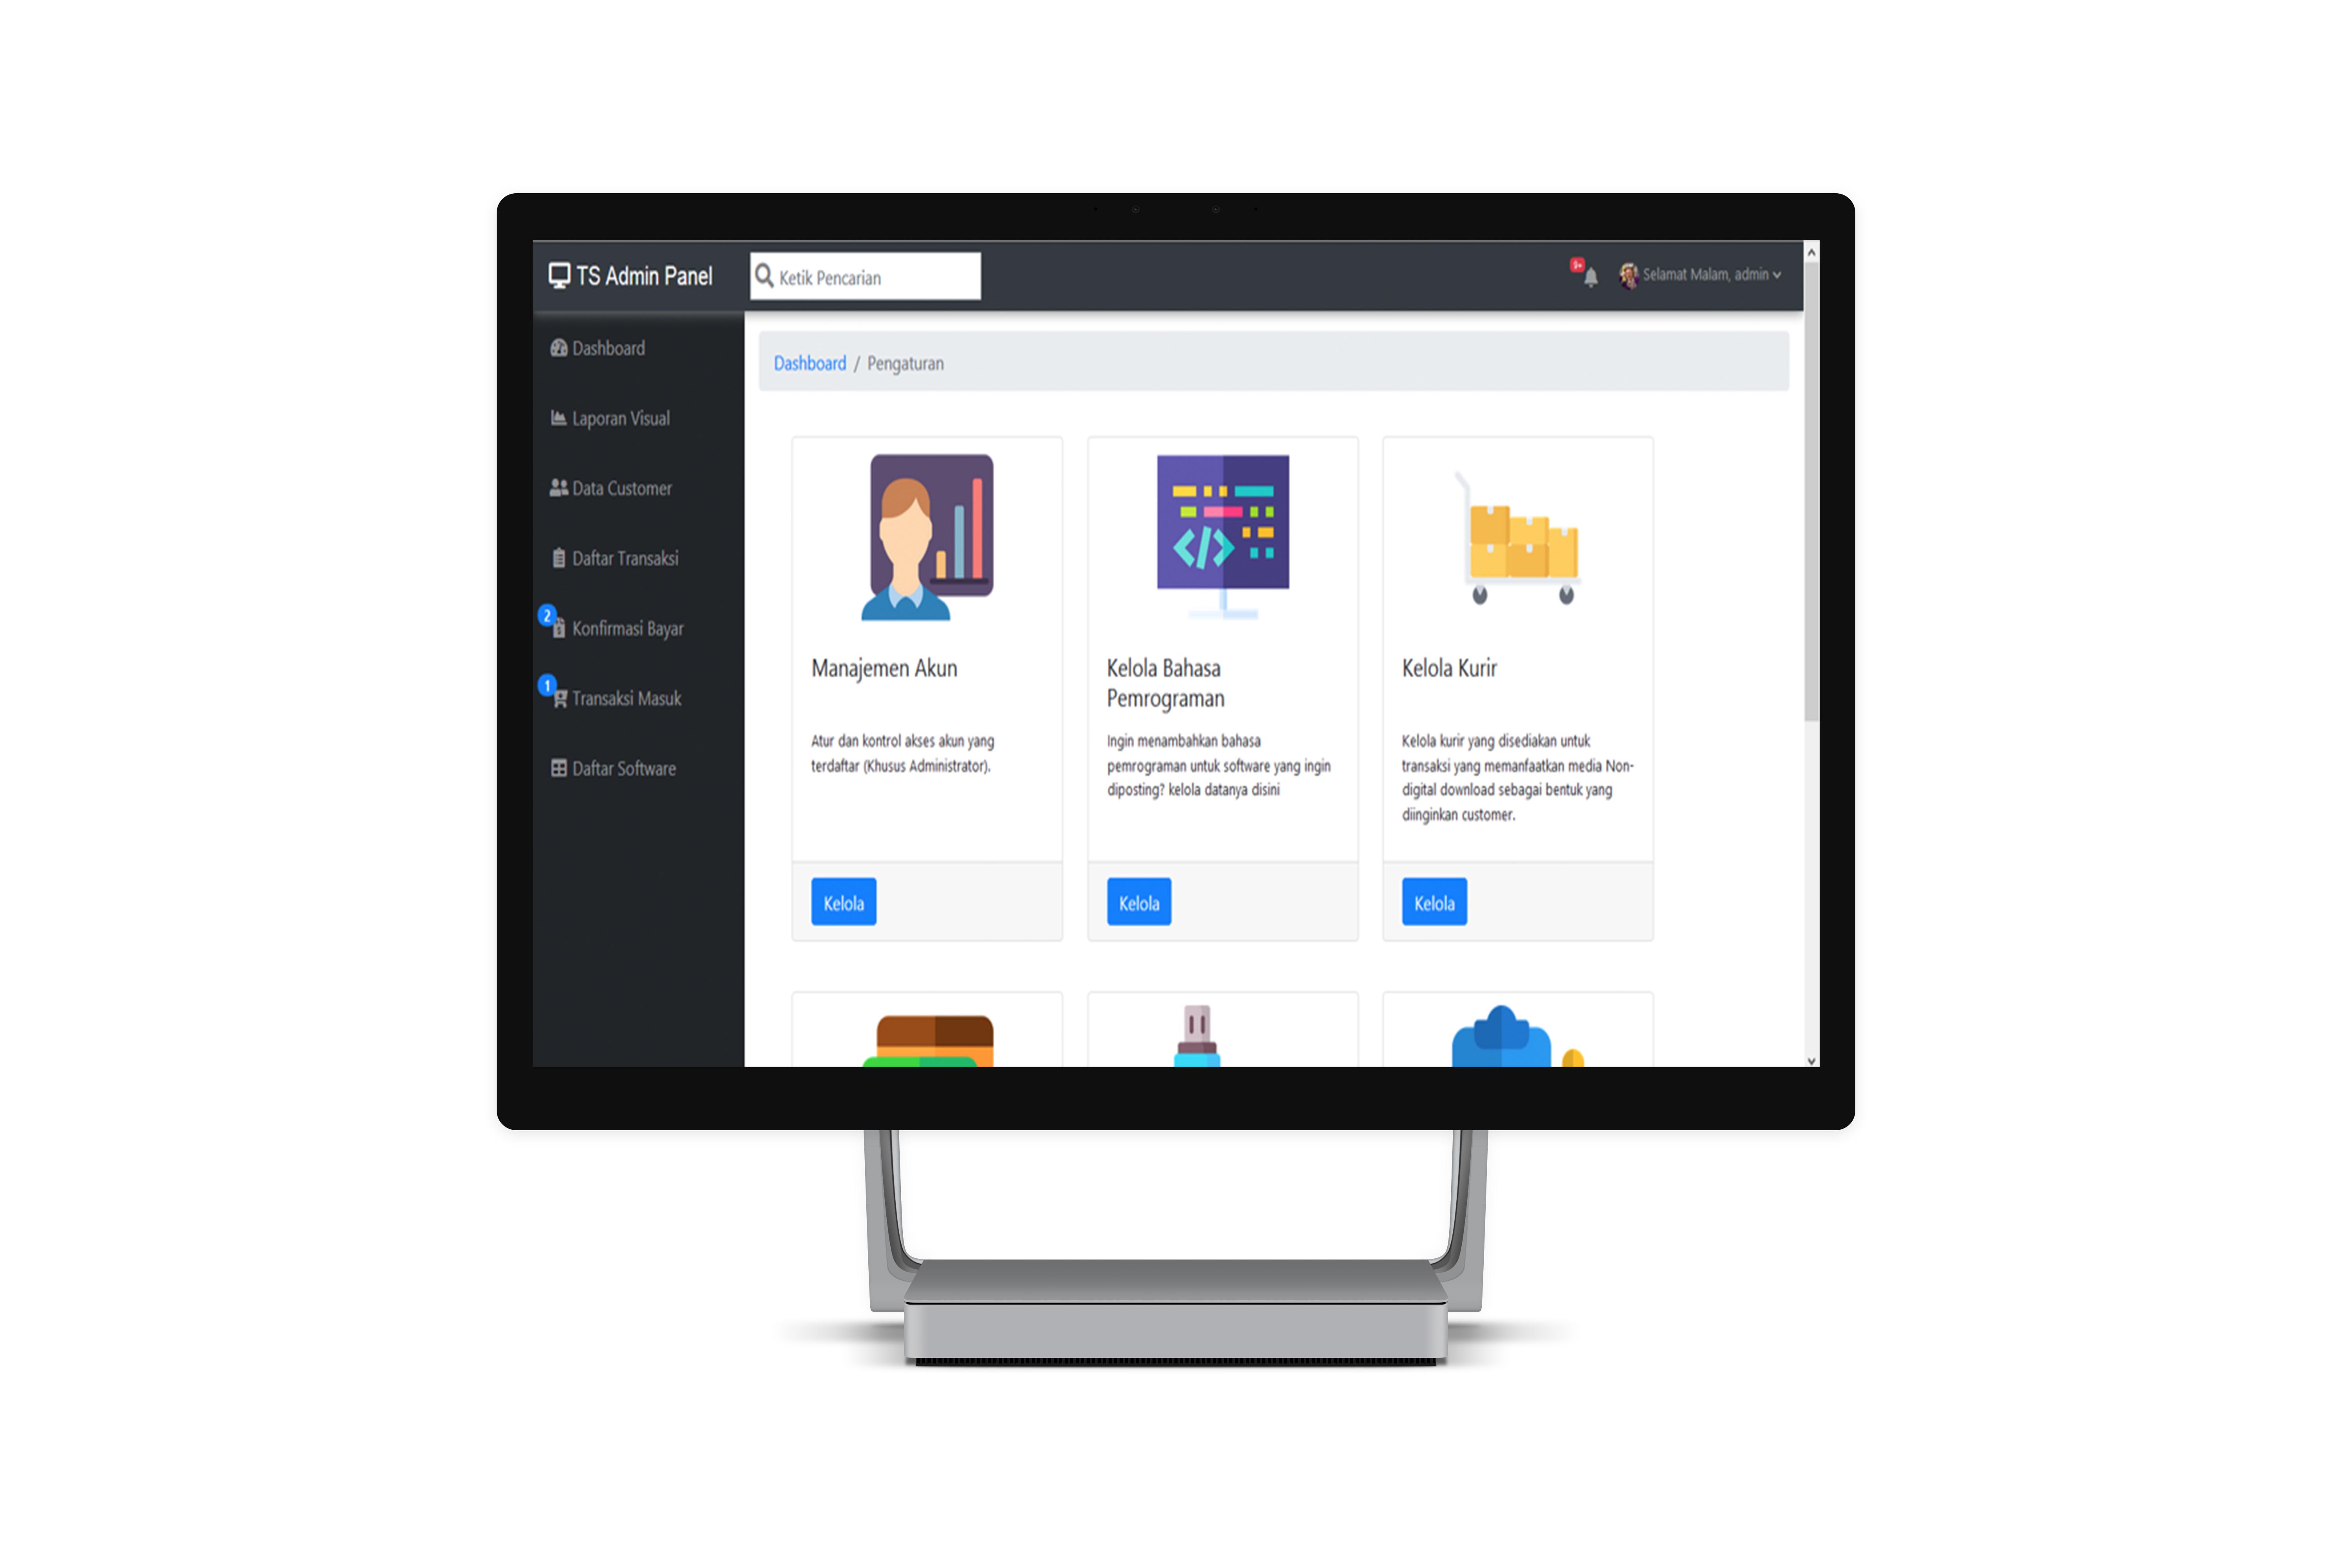 TS Admin Panel
Ketik Pencarian
9+
Selamat Malam, admin
Dashboard
Laporan Visual
Data Customer
Daftar Transaksi
2
Konfirmasi Bayar
1
Transaksi Masuk
Daftar Software
Dashboard / Pengaturan
Manajemen Akun
Atur dan kontrol akses akun yang
terdaftar (Khusus Administrator).
Kelola
Kelola Bahasa
Pemrograman
Ingin menambahkan bahasa
pemrograman untuk software yang ingin
diposting? kelola datanya disini
Kelola
Kelola Kurir
Kelola kurir yang disediakan untuk
transaksi yang memanfaatkan media Non-
digital download sebagai bentuk yang
diinginkan customer.
Kelola